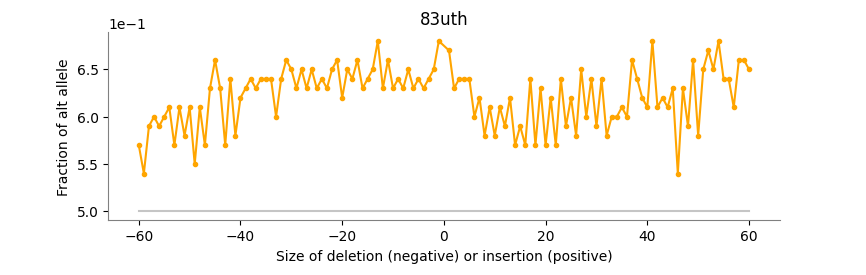 83uth
1e−1
Fraction of alt allele
6.5
6.0
5.5
5.0
−60
−40
−20
0
20
40
60
Size of deletion (negative) or insertion (positive)